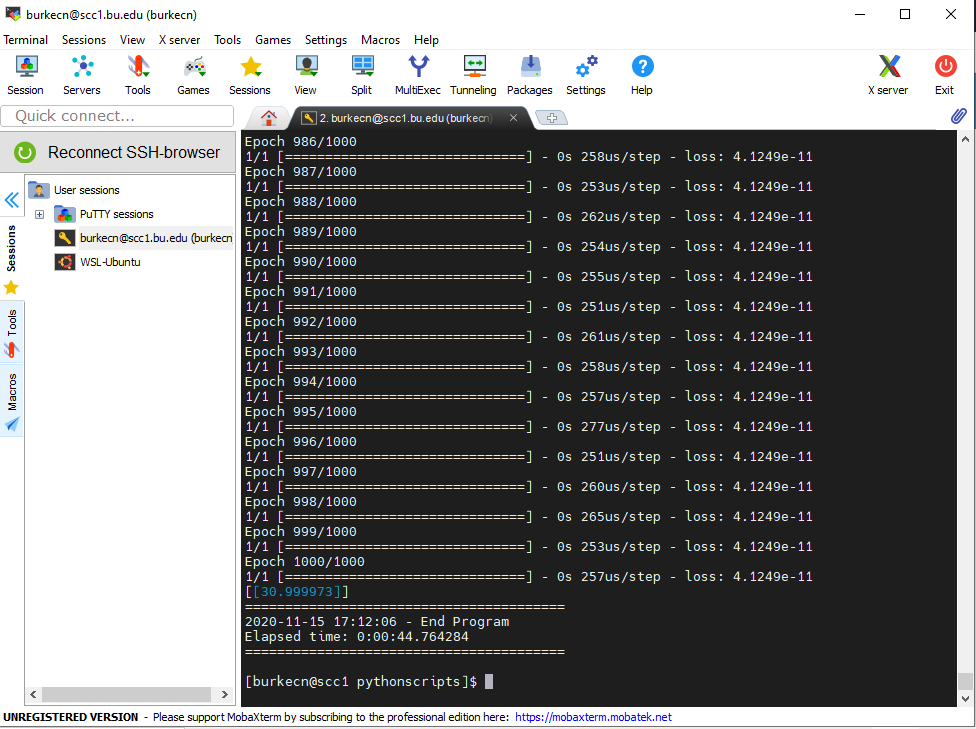 burkecn@scc1.bu.edu (burkecn)
Terminal Sessions View X server Tools Games Settings Macros Help
Session Servers Tools Games Sessions View Split MultiExec Tunneling Packages Settings Help X server Exit
Quick connect...
2. burkecn@scc1.bu.edu (burkecn)
Reconnect SSH-browser
User sessions
PuTTY sessions
burkecn@scc1.bu.edu (burkecn
WSL-Ubuntu
Sessions
Tools
Macros
Epoch 986/1000
1/1 [==============================] - 0s 258us/step - loss: 4.1249e-11
Epoch 987/1000
1/1 [==============================] - 0s 253us/step - loss: 4.1249e-11
Epoch 988/1000
1/1 [==============================] - 0s 262us/step - loss: 4.1249e-11
Epoch 989/1000
1/1 [==============================] - 0s 254us/step - loss: 4.1249e-11
Epoch 990/1000
1/1 [==============================] - 0s 255us/step - loss: 4.1249e-11
Epoch 991/1000
1/1 [==============================] - 0s 251us/step - loss: 4.1249e-11
Epoch 992/1000
1/1 [==============================] - 0s 261us/step - loss: 4.1249e-11
Epoch 993/1000
1/1 [==============================] - 0s 258us/step - loss: 4.1249e-11
Epoch 994/1000
1/1 [==============================] - 0s 257us/step - loss: 4.1249e-11
Epoch 995/1000
1/1 [==============================] - 0s 277us/step - loss: 4.1249e-11
Epoch 996/1000
1/1 [==============================] - 0s 251us/step - loss: 4.1249e-11
Epoch 997/1000
1/1 [==============================] - 0s 260us/step - loss: 4.1249e-11
Epoch 998/1000
1/1 [==============================] - 0s 265us/step - loss: 4.1249e-11
Epoch 999/1000
1/1 [==============================] - 0s 253us/step - loss: 4.1249e-11
Epoch 1000/1000
1/1 [==============================] - 0s 257us/step - loss: 4.1249e-11
[[30.999973]]
========================================
2020-11-15 17:12:06 - End Program
Elapsed time: 0:00:44.764284
========================================
[burkecn@scc1 pythonscripts]$
UNREGISTERED VERSION - Please support MobaXterm by subscribing to the professional edition here: https://mobaxterm.mobatek.net